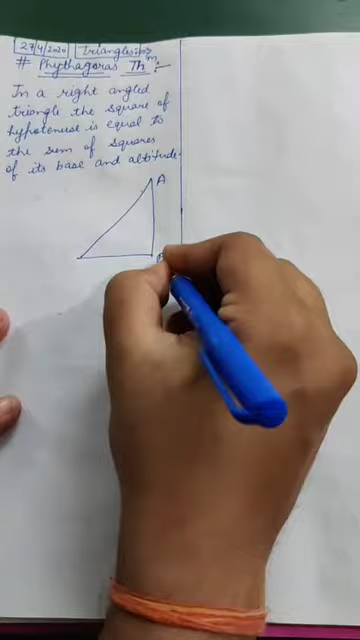 27/4/2020 Triangles:=>
# Phythagoras Thm:-
In a right angled
triangle the square of
hypotenuse is equal to
the sum of squares
of its base and altitude.
A
B